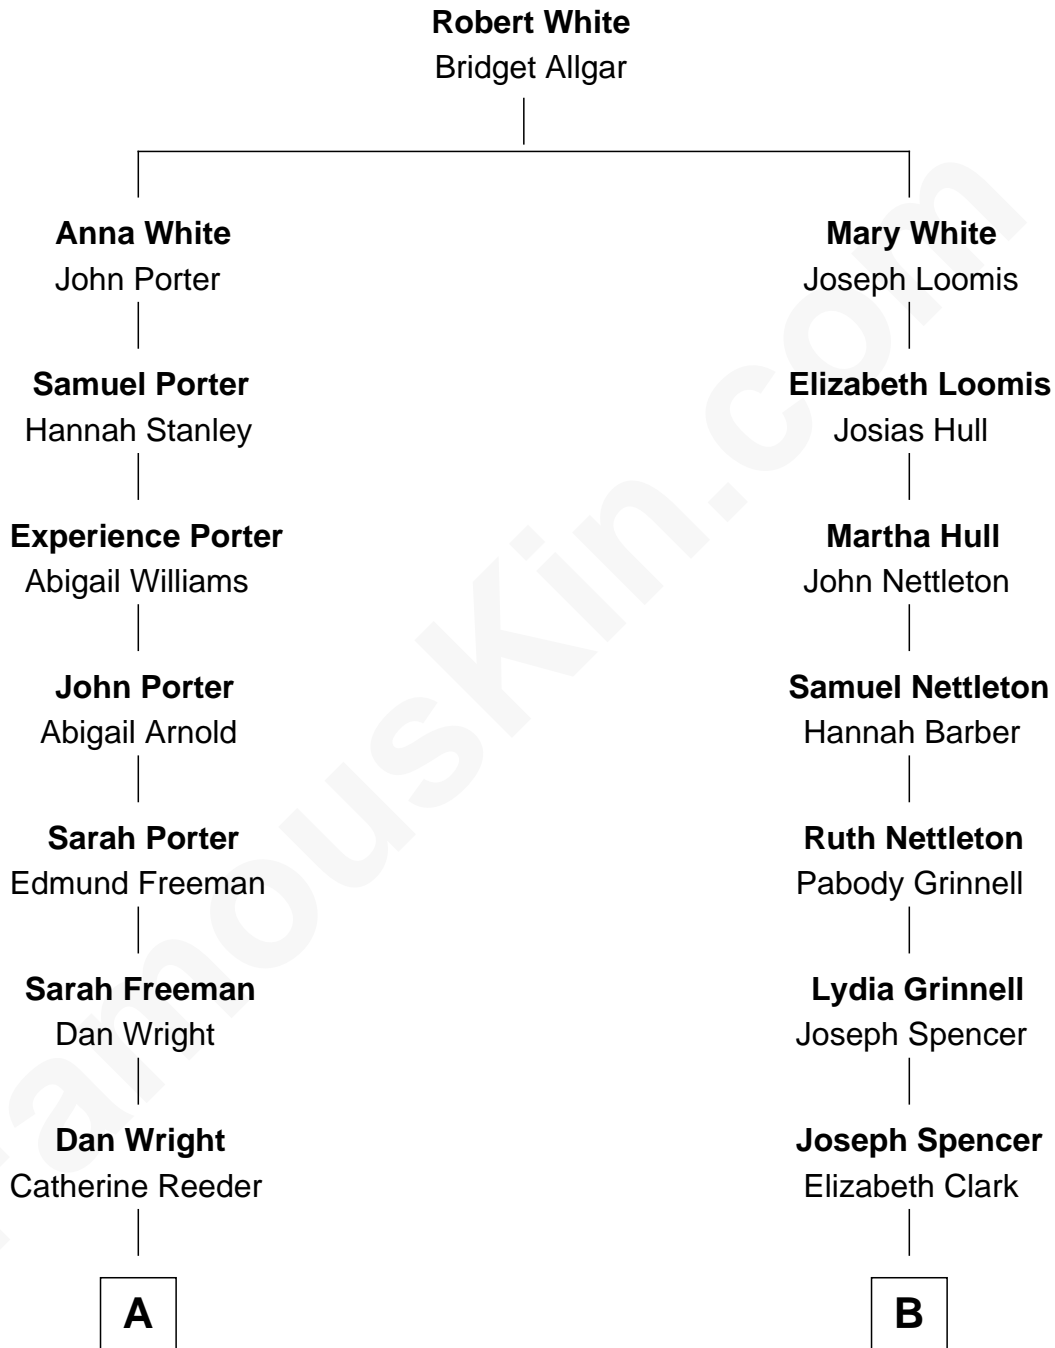 Robert White
Bridget Allgar
Anna White
John Porter
Mary White
Joseph Loomis
Samuel Porter
Hannah Stanley
Elizabeth Loomis
Josias Hull
Experience Porter
Abigail Williams
Martha Hull
John Nettleton
John Porter
Abigail Arnold
Samuel Nettleton
Hannah Barber
Sarah Porter
Edmund Freeman
Ruth Nettleton
Pabody Grinnell
Sarah Freeman
Dan Wright
Lydia Grinnell
Joseph Spencer
Dan Wright
Catherine Reeder
Joseph Spencer
Elizabeth Clark
A
B
FamousKin.com